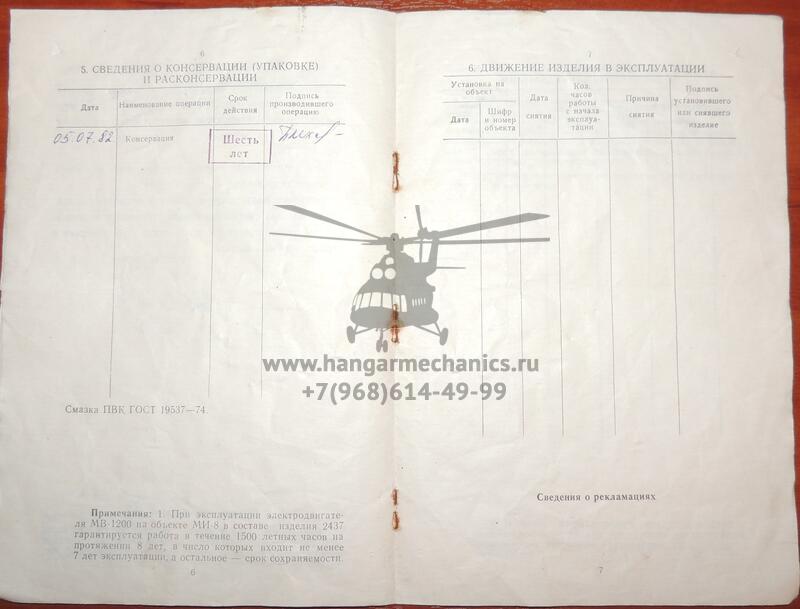 6
5. СВЕДЕНИЯ О КОНСЕРВАЦИИ (УПАКОВКЕ)
И РАСКОНСЕРВАЦИИ
Дата
Наименование операции
Срок
действия
Подпись
производившего
операцию
05.07.82
Консервация
Шесть
лет
Смазка ПВК ГОСТ 19537—74.
Примечания: 1. При эксплуатации электродвигате-
ля МВ-1200 на объекте МИ-8 в составе изделия 2437
гарантируется работа в течение 1500 летных часов на
протяжении 8 лет, в число которых входит не менее
7 лет эксплуатации, а остальное — срок сохраняемости.
6
7
6. ДВИЖЕНИЕ ИЗДЕЛИЯ В ЭКСПЛУАТАЦИИ
Установка на
объект
Дата
Шифр
и номер
объекта
Дата
снятия
Кол.
часов
работы
с начала
эксплуа-
тации
Причина
снятия
Подпись
установившего
или снявшего
изделие
Сведения о рекламациях
7
www.hangarmechanics.ru
+7(968)614-49-99